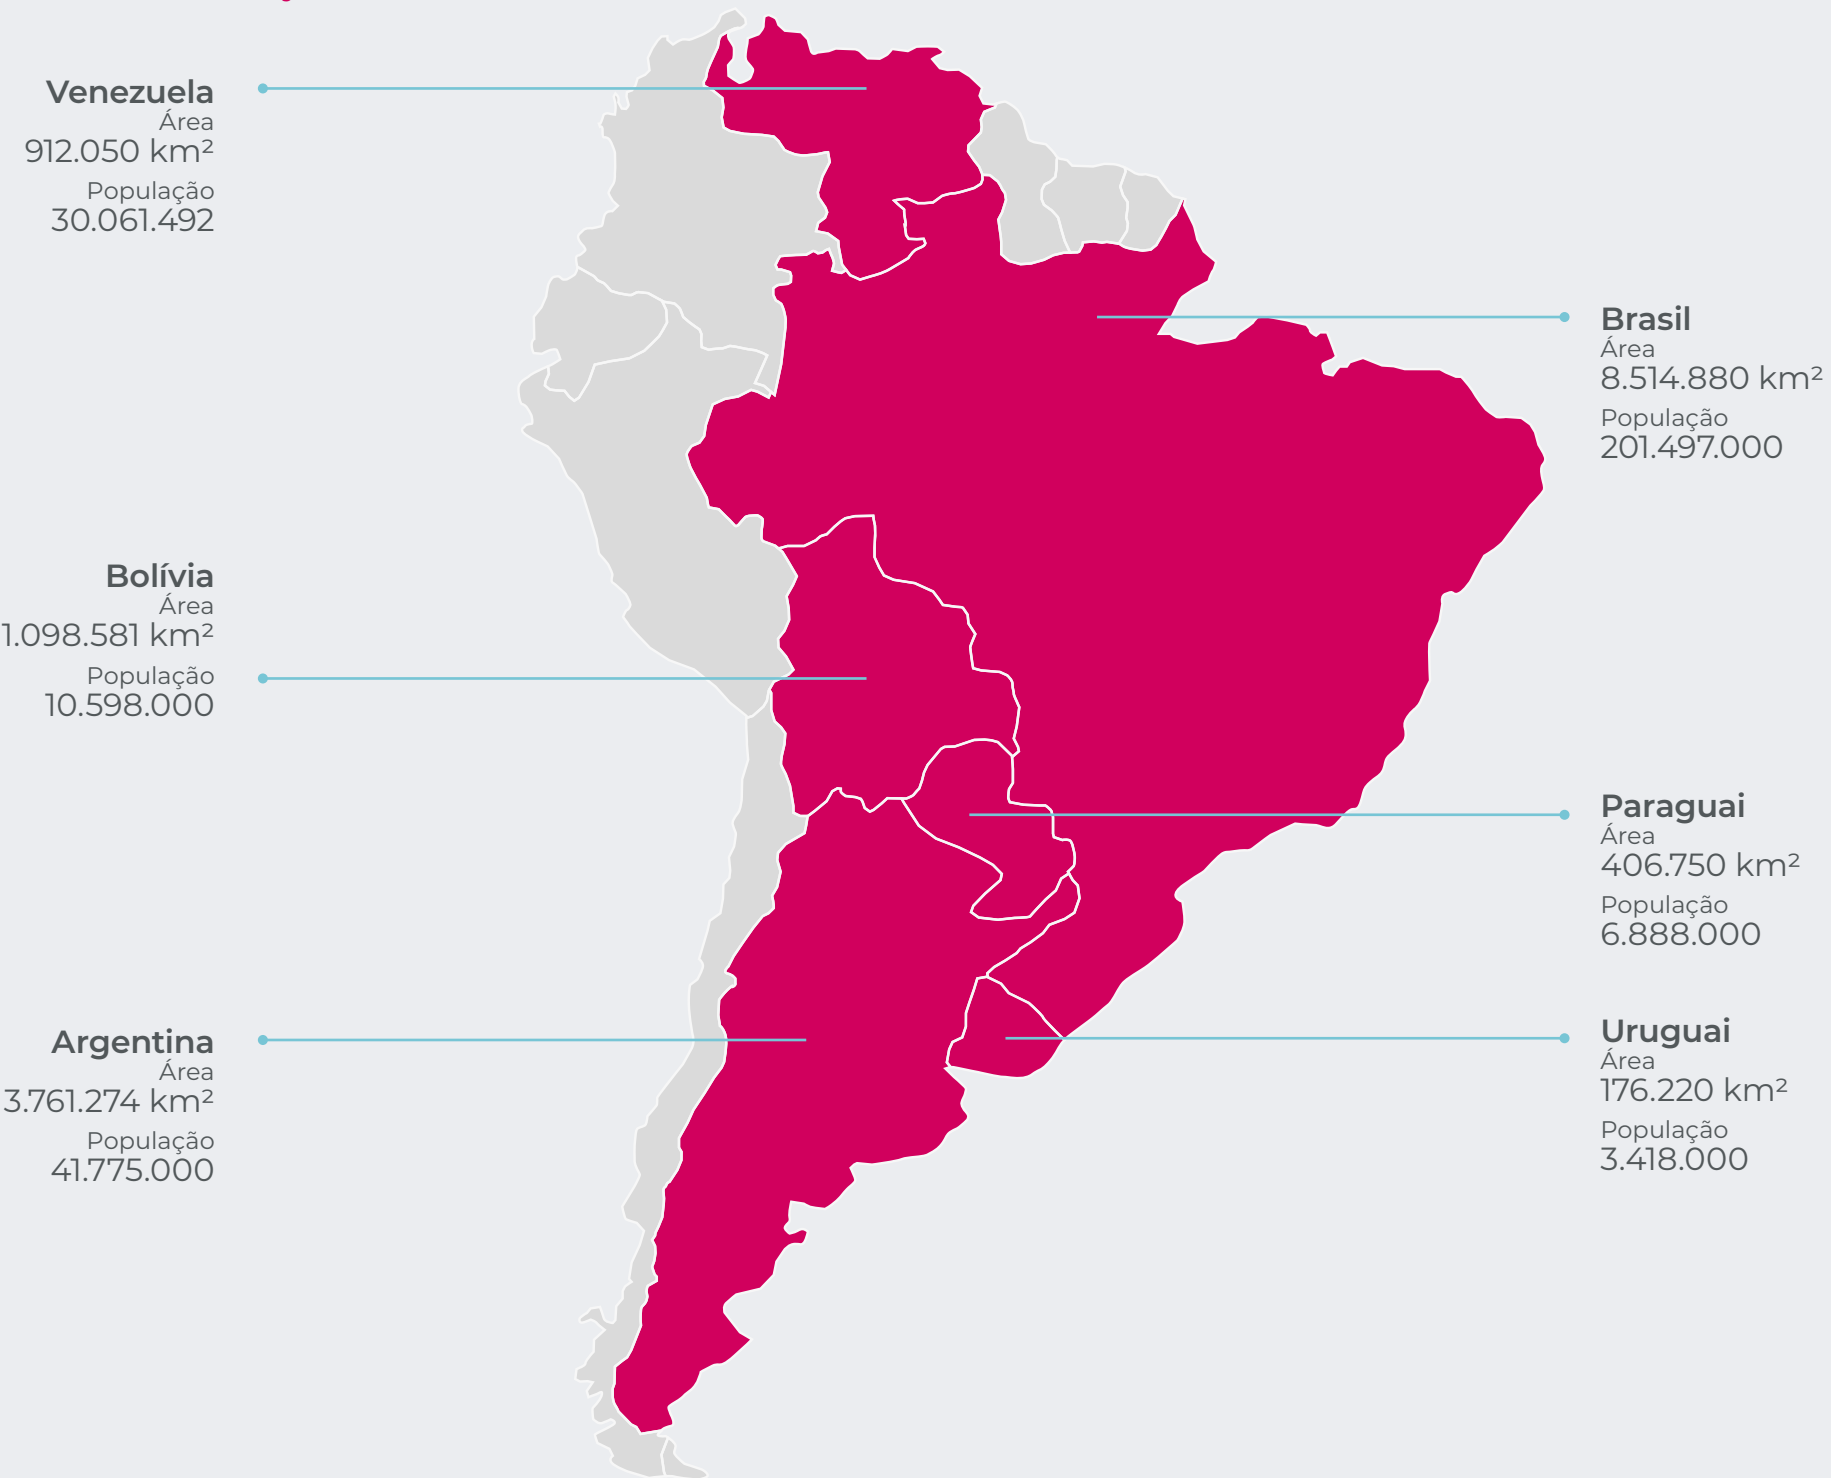 Venezuela
Área
912.050 km²
População
30.061.492
Brasil
Área
8.514.880 km²
População
201.497.000
Bolívia
Área
1.098.581 km²
População
10.598.000
Paraguai
Área
406.750 km²
População
6.888.000
Argentina
Área
3.761.274 km²
População
41.775.000
Uruguai
Área
176.220 km²
População
3.418.000